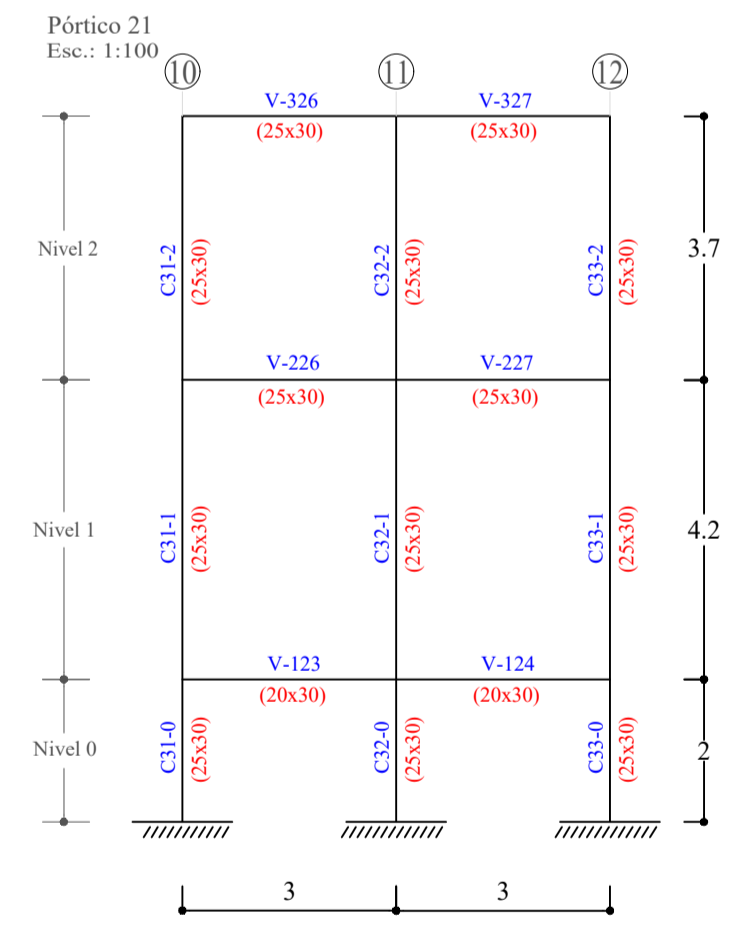 Pórtico 21
Esc.: 1:100
10 11 12
V-326 V-327
(25x30) (25x30)
Nivel 2
C31-2 (25x30) C32-2 (25x30) C33-2 (25x30)
3.7
V-226 V-227
(25x30) (25x30)
Nivel 1
C31-1 (25x30) C32-1 (25x30) C33-1 (25x30)
4.2
V-123 V-124
(20x30) (20x30)
Nivel 0
C31-0 (25x30) C32-0 (25x30) C33-0 (25x30)
2
3 3